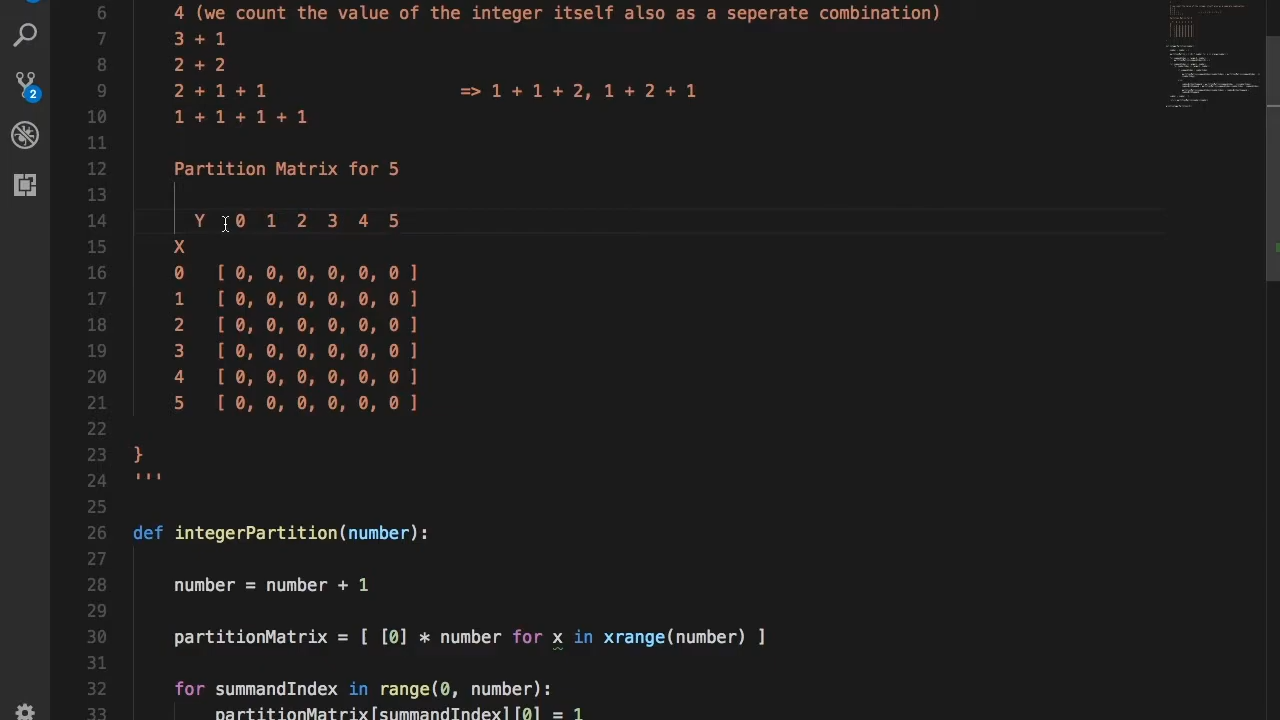 6 4 (we count the value of the integer itself also as a seperate combination)
7 3 + 1
8 2 + 2
9 2 + 1 + 1 => 1 + 1 + 2, 1 + 2 + 1
10 1 + 1 + 1 + 1
11
12 Partition Matrix for 5
13
14 Y 0 1 2 3 4 5
15 X
16 0 [ 0, 0, 0, 0, 0, 0 ]
17 1 [ 0, 0, 0, 0, 0, 0 ]
18 2 [ 0, 0, 0, 0, 0, 0 ]
19 3 [ 0, 0, 0, 0, 0, 0 ]
20 4 [ 0, 0, 0, 0, 0, 0 ]
21 5 [ 0, 0, 0, 0, 0, 0 ]
22
23 }
24 '''
25
26 def integerPartition(number):
27
28 number = number + 1
29
30 partitionMatrix = [ [0] * number for x in xrange(number) ]
31
32 for summandIndex in range(0, number):
33 partitionMatrix[summandIndex][0] = 1
2